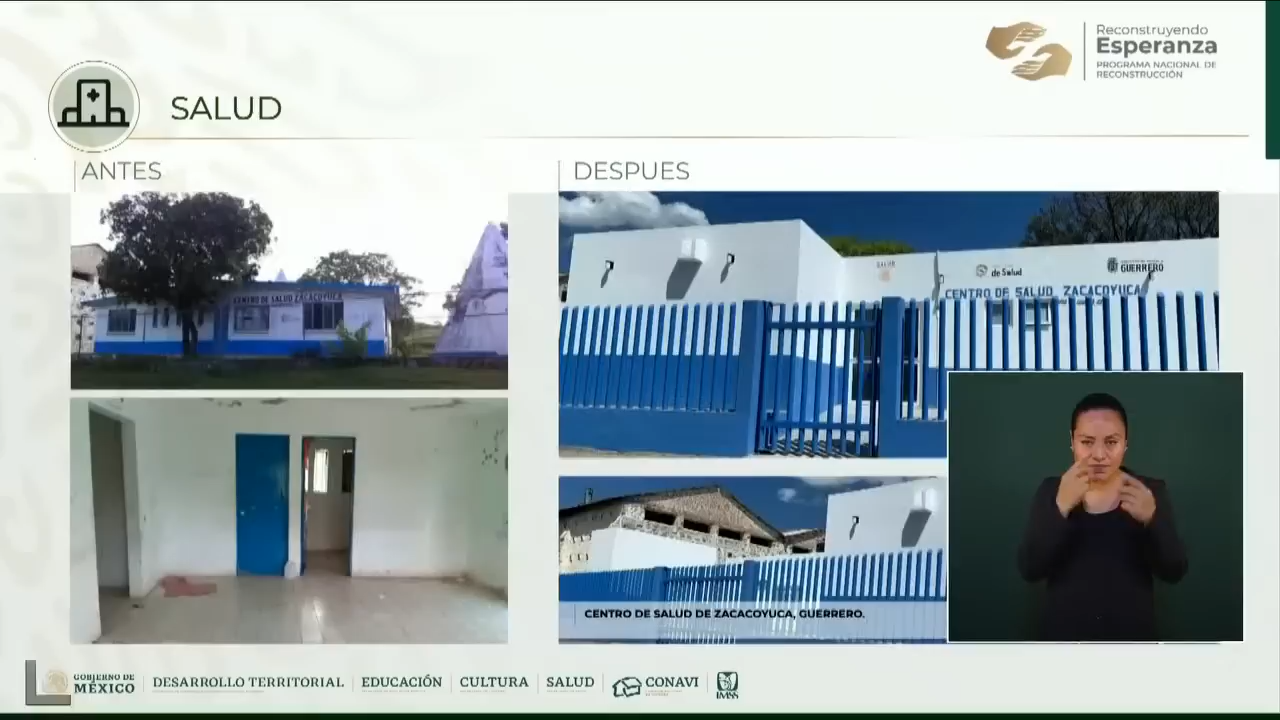 Reconstruyendo
Esperanza
PROGRAMA NACIONAL DE
RECONSTRUCCIÓN
SALUD
ANTES
DESPUES
CENTRO DE SALUD ZACACOYUCA
de Salud
GUERRERO
CENTRO DE SALUD ZACACOYUCA
CENTRO DE SALUD DE ZACACOYUCA, GUERRERO.
GOBIERNO DE
MÉXICO
DESARROLLO TERRITORIAL
EDUCACIÓN
CULTURA
SALUD
CONAVI
IMSS